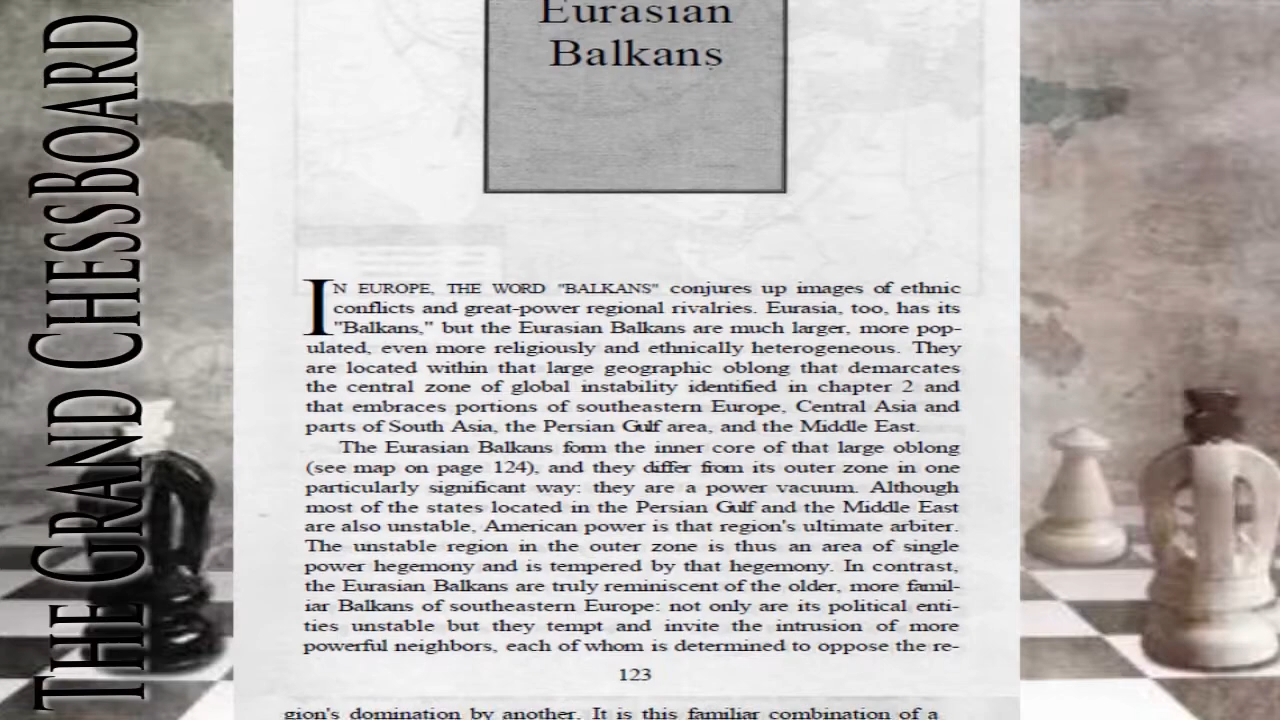 THE GRAND CHESSBOARD
Eurasian
Balkans
IN EUROPE, THE WORD "BALKANS" conjures up images of ethnic
conflicts and great-power regional rivalries. Eurasia, too, has its
"Balkans," but the Eurasian Balkans are much larger, more pop-
ulated, even more religiously and ethnically heterogeneous. They
are located within that large geographic oblong that demarcates
the central zone of global instability identified in chapter 2 and
that embraces portions of southeastern Europe, Central Asia and
parts of South Asia, the Persian Gulf area, and the Middle East.
The Eurasian Balkans form the inner core of that large oblong
(see map on page 124), and they differ from its outer zone in one
particularly significant way: they are a power vacuum. Although
most of the states located in the Persian Gulf and the Middle East
are also unstable, American power is that region's ultimate arbiter.
The unstable region in the outer zone is thus an area of single
power hegemony and is tempered by that hegemony. In contrast,
the Eurasian Balkans are truly reminiscent of the older, more famil-
iar Balkans of southeastern Europe: not only are its political enti-
ties unstable but they tempt and invite the intrusion of more
powerful neighbors, each of whom is determined to oppose the re-
123
gion's domination by another. It is this familiar combination of a